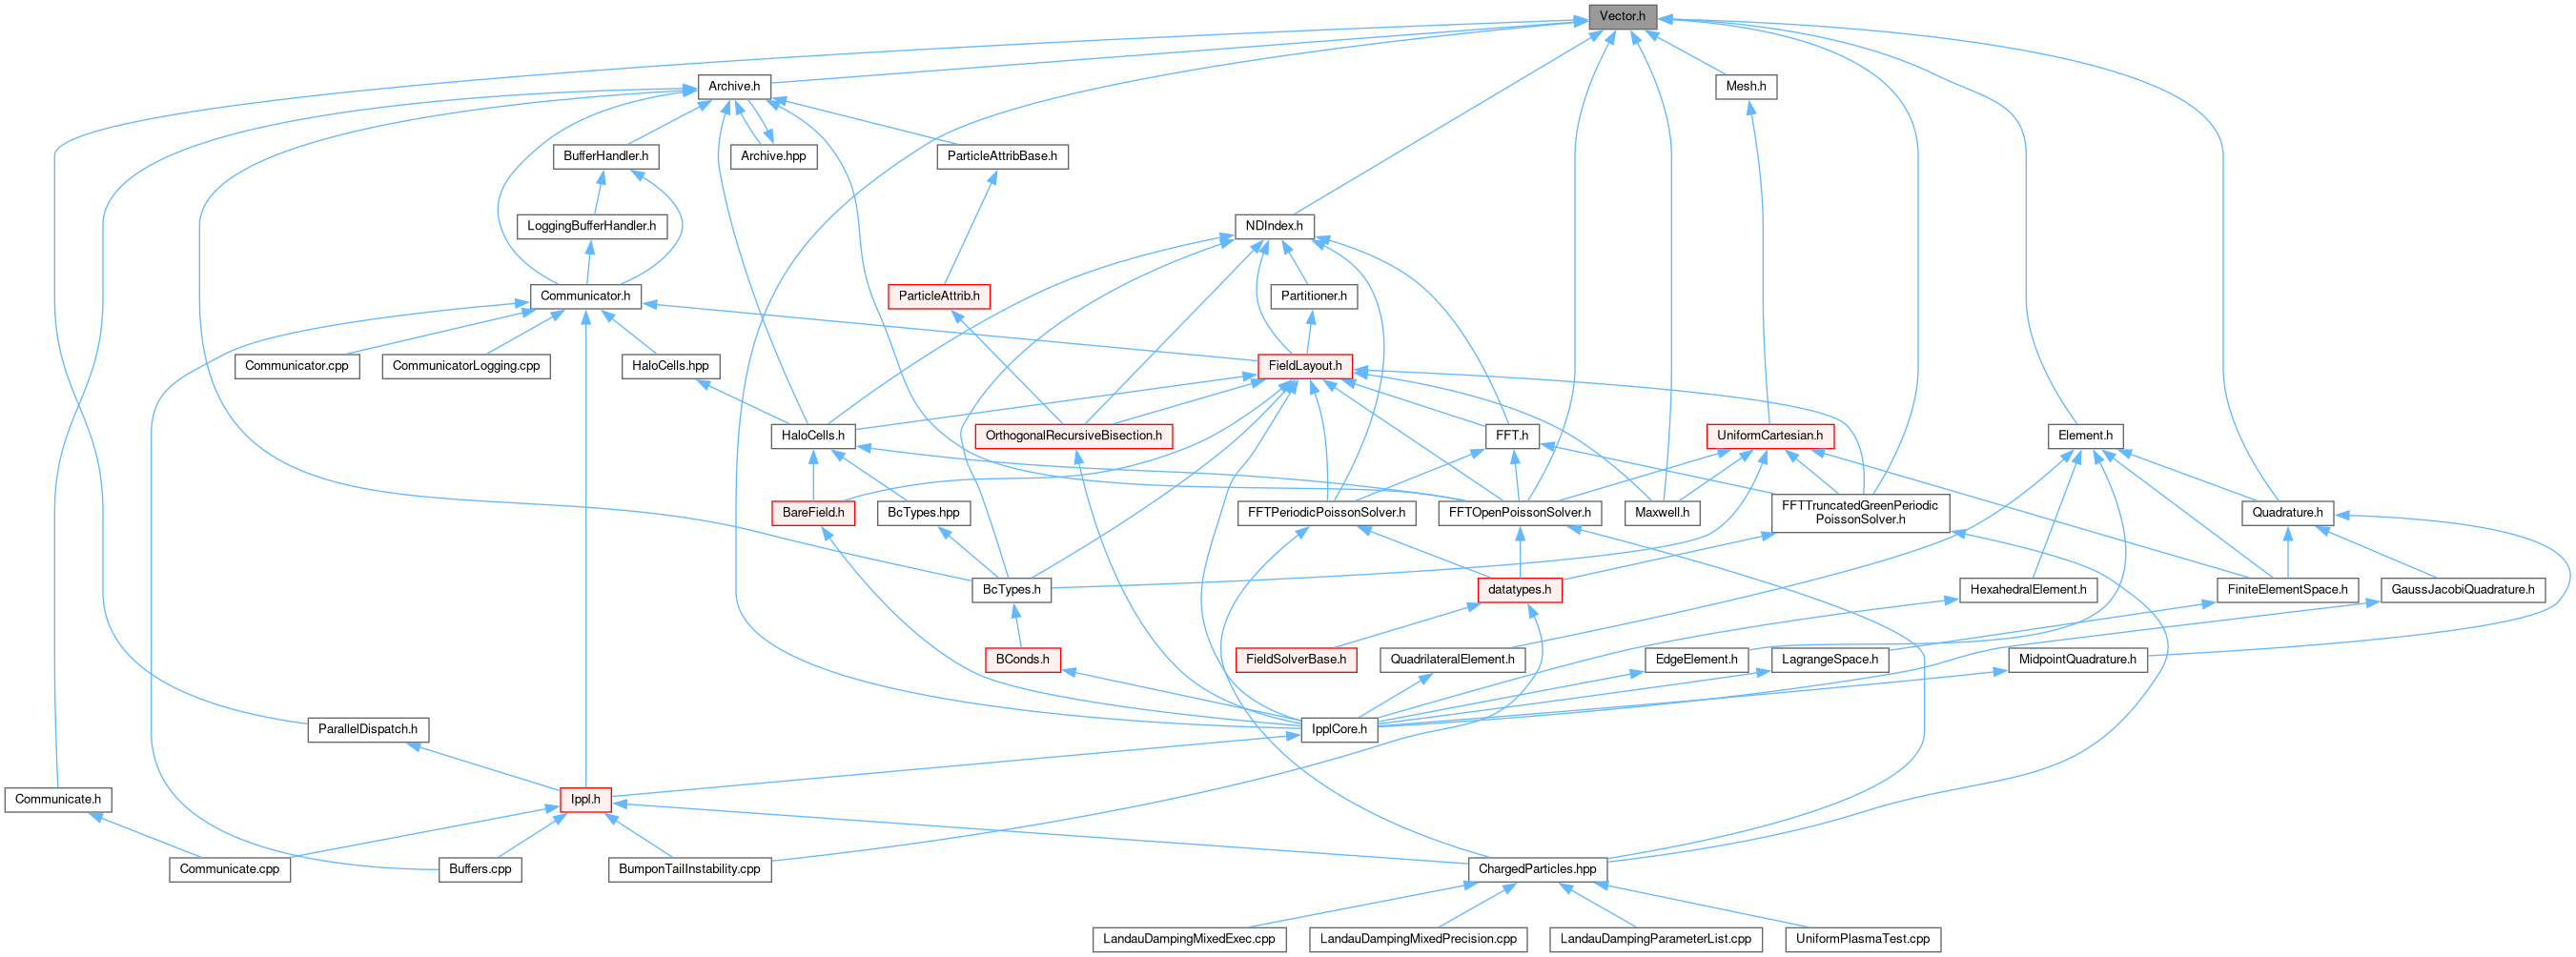 Vector.h
Archive.h
Mesh.h
BufferHandler.h
Archive.hpp
ParticleAttribBase.h
LoggingBufferHandler.h
NDIndex.h
Communicator.h
ParticleAttrib.h
Partitioner.h
Communicator.cpp
CommunicatorLogging.cpp
HaloCells.hpp
FieldLayout.h
HaloCells.h
OrthogonalRecursiveBisection.h
FFT.h
UniformCartesian.h
Element.h
BareField.h
BcTypes.hpp
FFTPeriodicPoissonSolver.h
FFTOpenPoissonSolver.h
Maxwell.h
FFTTruncatedGreenPeriodic
PoissonSolver.h
Quadrature.h
BcTypes.h
datatypes.h
HexahedralElement.h
FiniteElementSpace.h
GaussJacobiQuadrature.h
BConds.h
FieldSolverBase.h
QuadrilateralElement.h
EdgeElement.h
LagrangeSpace.h
MidpointQuadrature.h
ParallelDispatch.h
IpplCore.h
Communicate.h
Ippl.h
Communicate.cpp
Buffers.cpp
BumponTailInstability.cpp
ChargedParticles.hpp
LandauDampingMixedExec.cpp
LandauDampingMixedPrecision.cpp
LandauDampingParameterList.cpp
UniformPlasmaTest.cpp